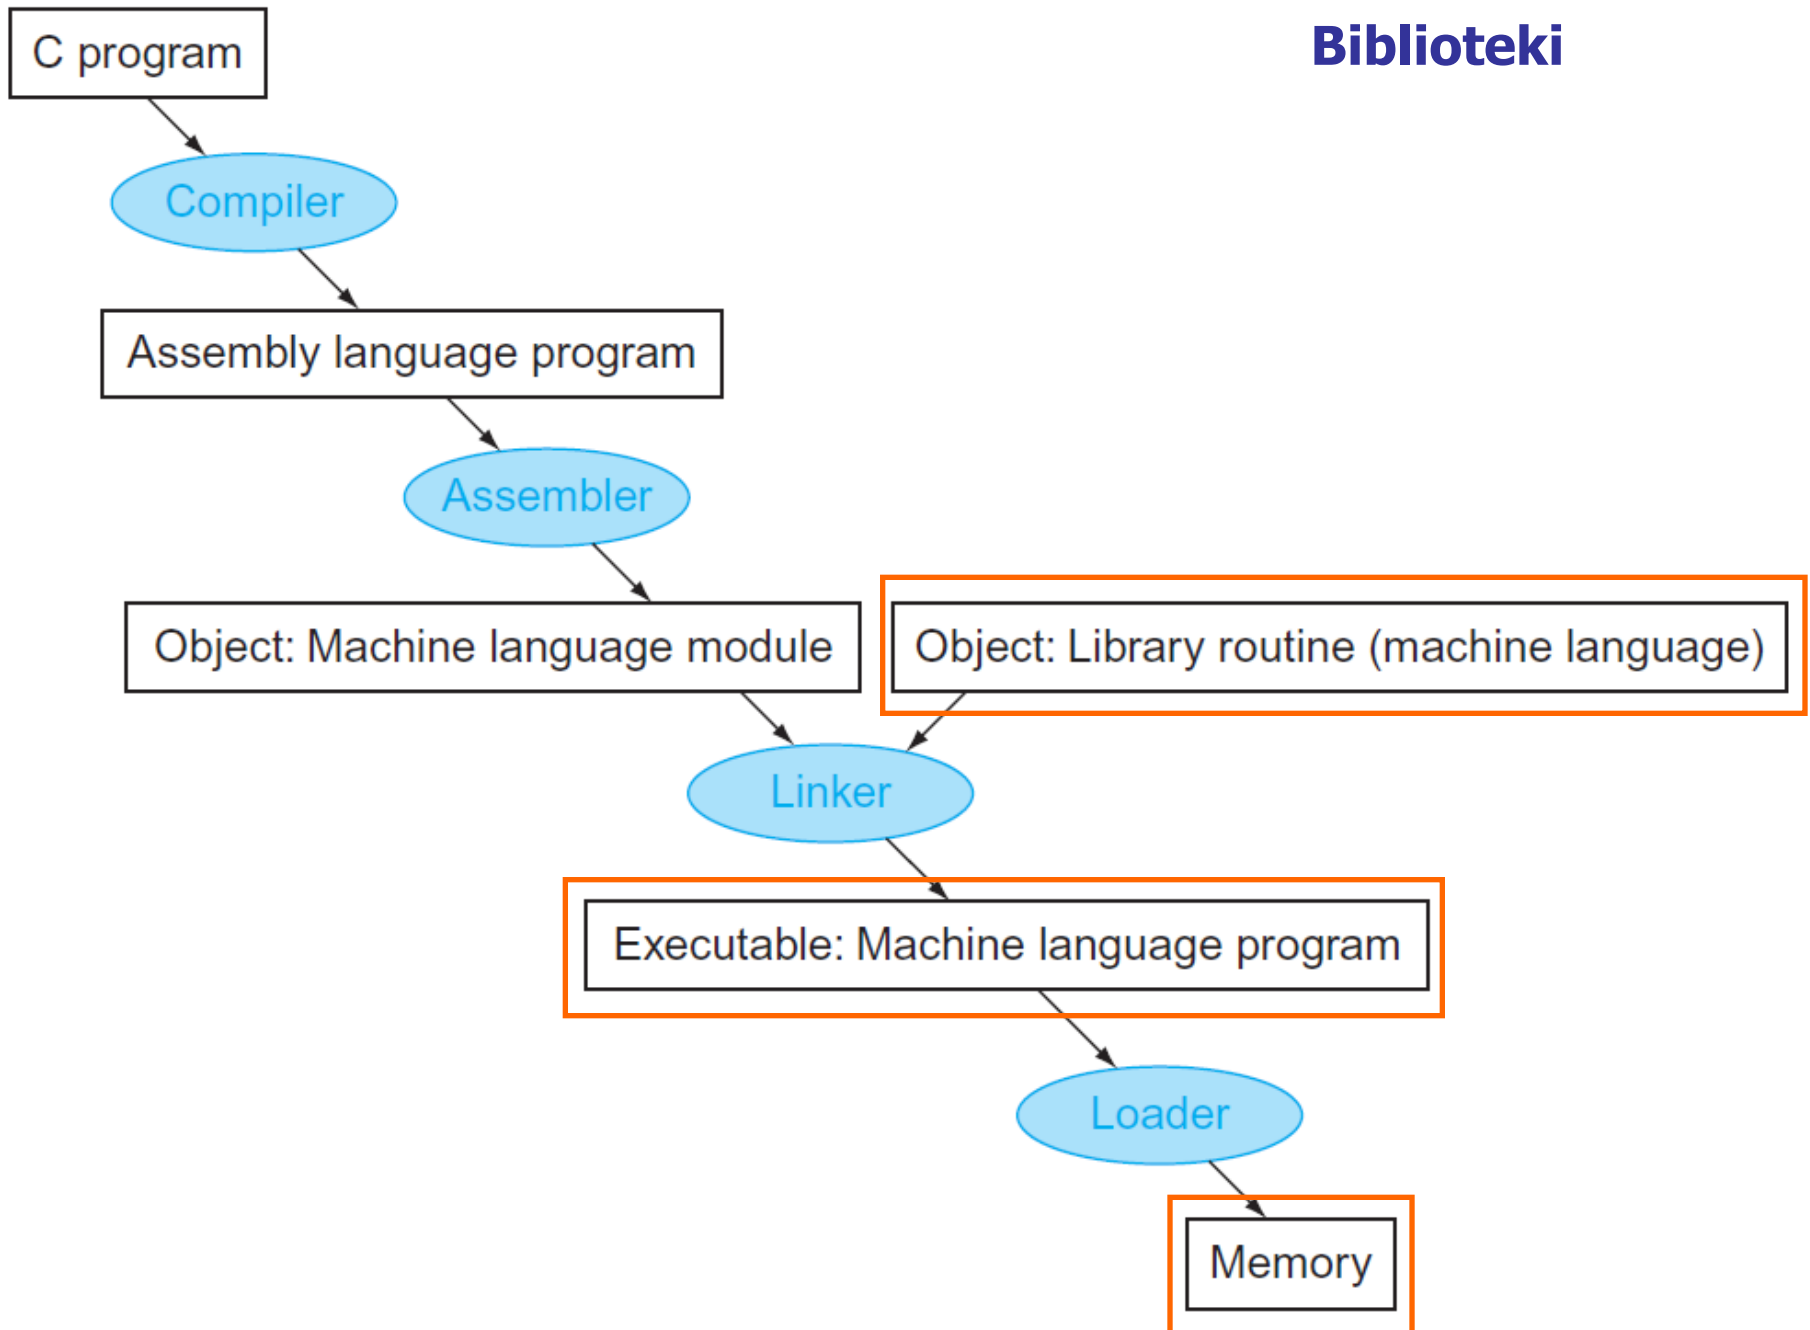 Biblioteki
C program
Compiler
Assembly language program
Assembler
Object: Machine language module
Object: Library routine (machine language)
Linker
Executable: Machine language program
Loader
Memory